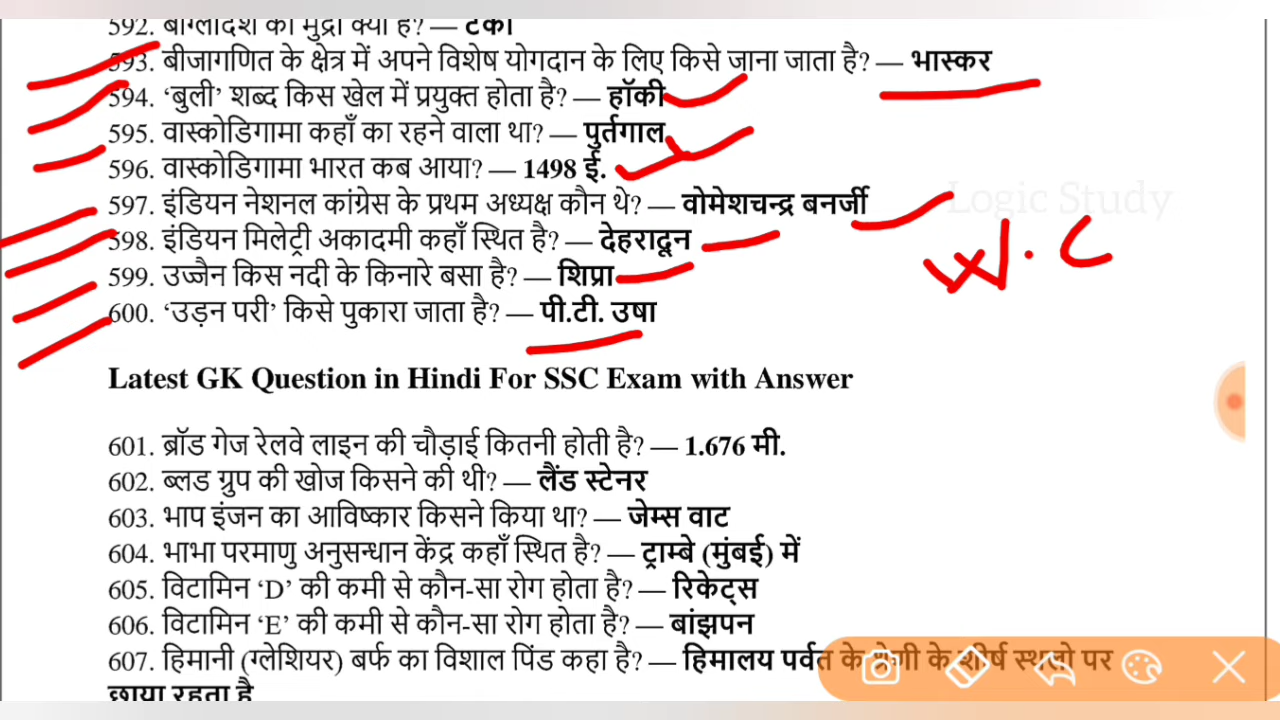 592. बांग्लादेश की मुद्रा क्या है? — टका
593. बीजागणित के क्षेत्र में अपने विशेष योगदान के लिए किसे जाना जाता है? — भास्कर
594. ‘बुली’ शब्द किस खेल में प्रयुक्त होता है? — हॉकी
595. वास्कोडिगामा कहाँ का रहने वाला था? — पुर्तगाल
596. वास्कोडिगामा भारत कब आया? — 1498 ई.
597. इंडियन नेशनल कांग्रेस के प्रथम अध्यक्ष कौन थे? — वोमेशचन्द्र बनर्जी
Logic Study
W.C
598. इंडियन मिलेट्री अकादमी कहाँ स्थित है? — देहरादून
599. उज्जैन किस नदी के किनारे बसा है? — शिप्रा
600. ‘उड़न परी’ किसे पुकारा जाता है? — पी.टी. उषा
Latest GK Question in Hindi For SSC Exam with Answer
601. ब्रॉड गेज रेलवे लाइन की चौड़ाई कितनी होती है? — 1.676 मी.
602. ब्लड ग्रुप की खोज किसने की थी? — लैंड स्टेनर
603. भाप इंजन का आविष्कार किसने किया था? — जेम्स वाट
604. भाभा परमाणु अनुसन्धान केंद्र कहाँ स्थित है? — ट्राम्बे (मुंबई) में
605. विटामिन ‘D’ की कमी से कौन-सा रोग होता है? — रिकेट्स
606. विटामिन ‘E’ की कमी से कौन-सा रोग होता है? — बांझपन
607. हिमानी (ग्लेशियर) बर्फ का विशाल पिंड कहा है? — हिमालय पर्वत के श्रेणी के शीर्ष स्थलो पर
छाया रहता है